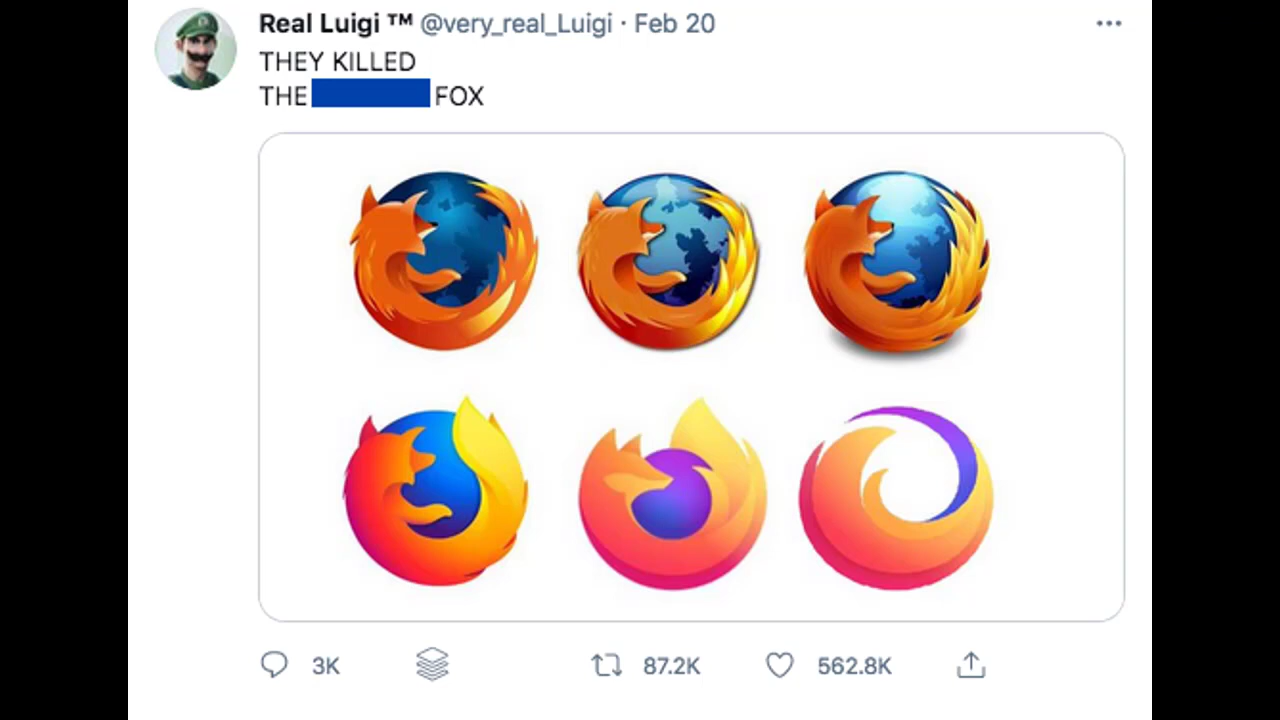 Real Luigi ™ @very_real_Luigi · Feb 20
THEY KILLED
THE FOX
3K 87.2K 562.8K